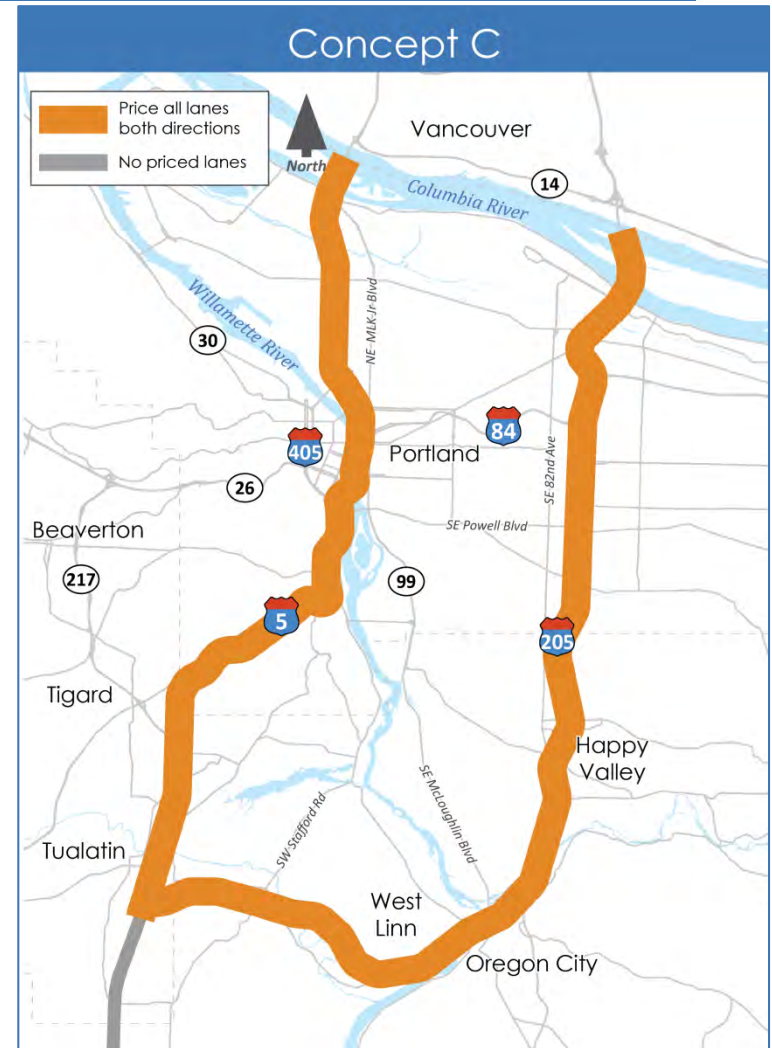 Concept C
Price all lanes
both directions
No priced lanes
North
Vancouver
14
Columbia River
Willamette River
NE MLK Jr Blvd
30
84
405
Portland
SE 82nd Ave
26
SE Powell Blvd
Beaverton
217
99
5
205
Tigard
Happy
Valley
SE McLoughlin Blvd
SW Stafford Rd
Tualatin
West
Linn
Oregon City